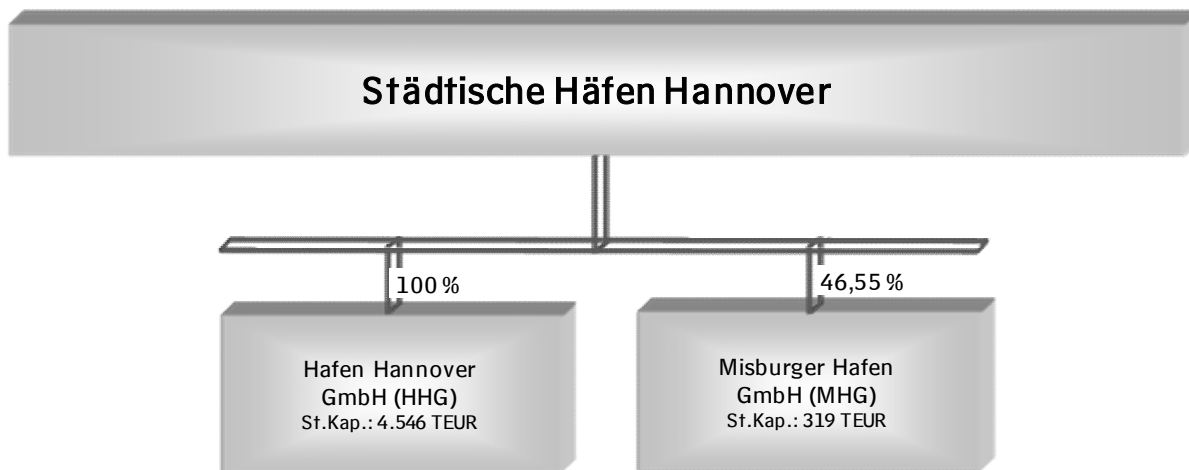 Städtische Häfen Hannover
100 %
46,55 %
Hafen Hannover
GmbH (HHG)
St.Kap.: 4.546 TEUR
Misburger Hafen
GmbH (MHG)
St.Kap.: 319 TEUR